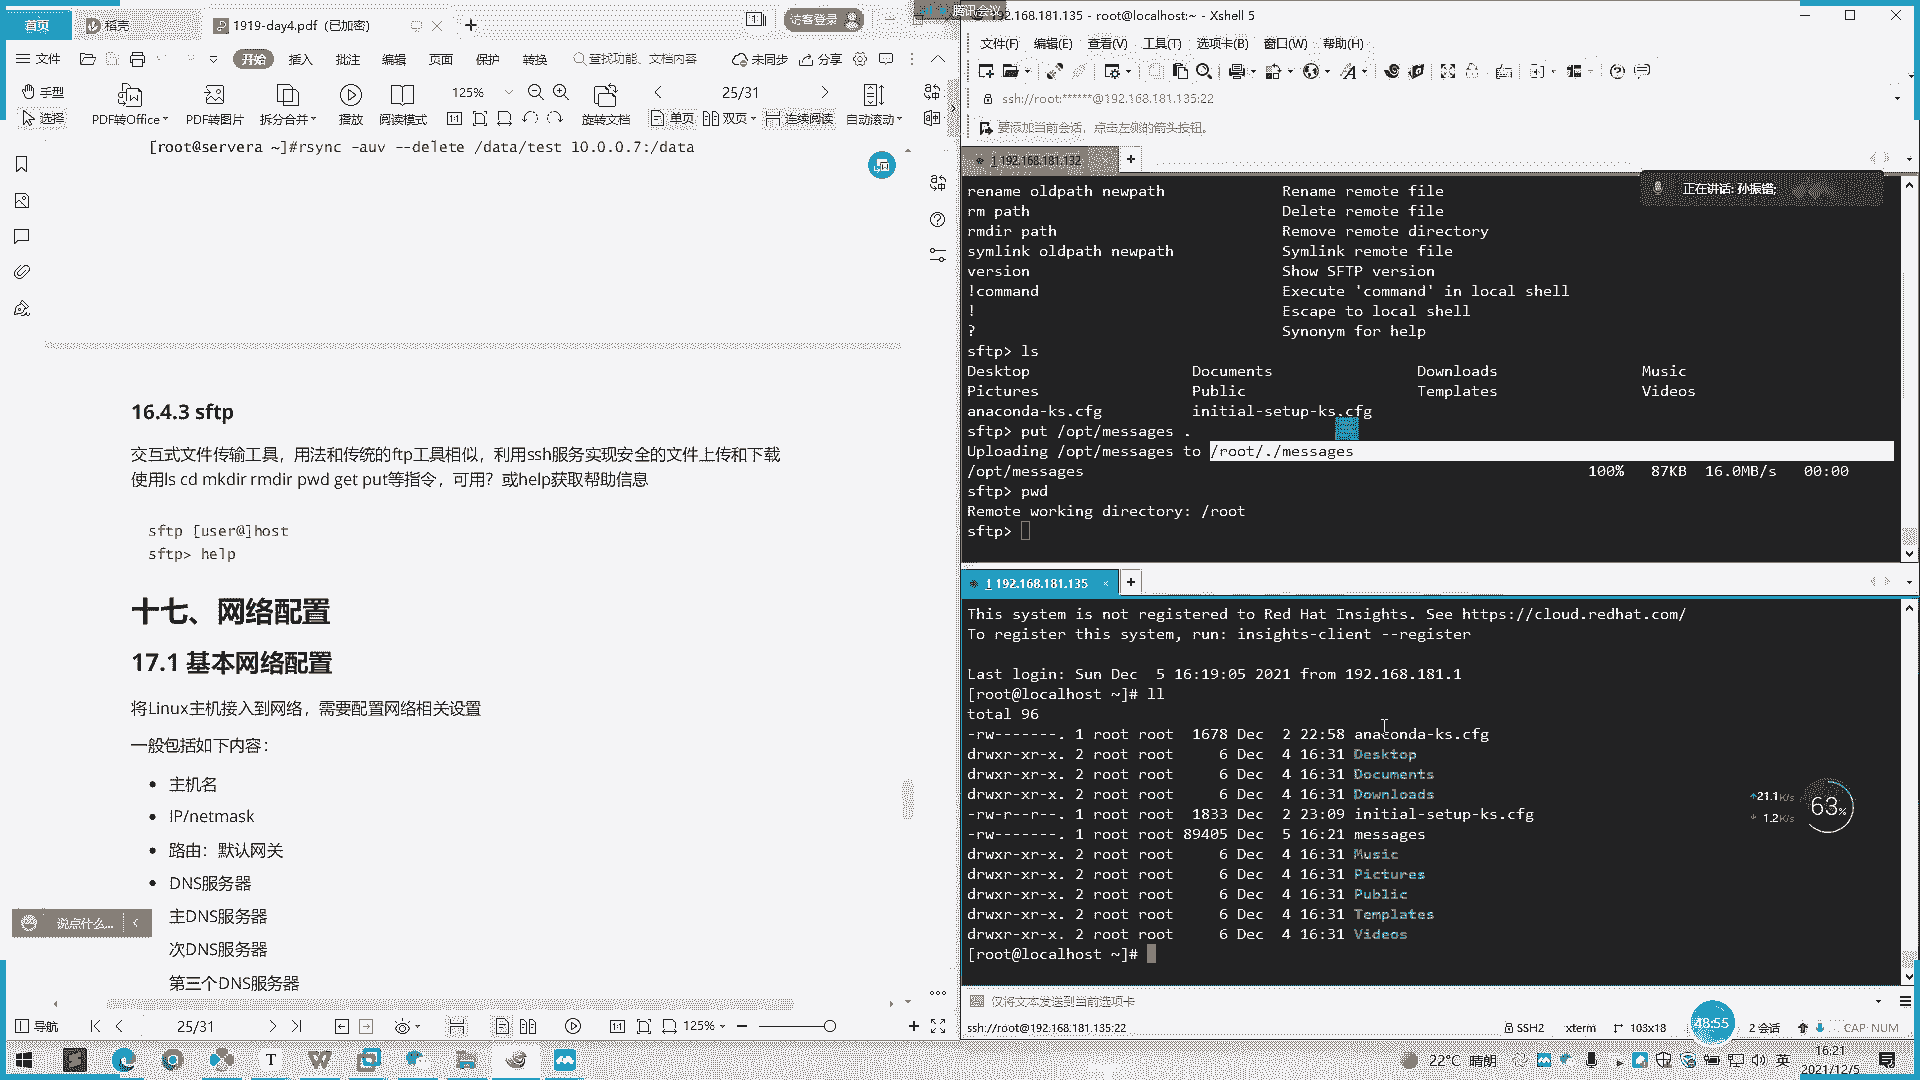 首页
稻壳
1919-day4.pdf (已加密)
访客登录
文件
开始
插入
批注
编辑
页面
保护
转换
查找功能、文档内容
未同步
分享
手型
选择
PDF转Office
PDF转图片
拆分合并
播放
阅读模式
125%
25/31
旋转文档
单页
双页
连续阅读
自动滚动
[root@servera ~]#rsync -auv --delete /data/test 10.0.0.7:/data
16.4.3 sftp
交互式文件传输工具，用法和传统的ftp工具相似，利用ssh服务实现安全的文件上传和下载
使用ls cd mkdir rmdir pwd get put等指令，可用？或help获取帮助信息
sftp [user@]host
sftp> help
十七、网络配置
17.1 基本网络配置
将Linux主机接入到网络，需要配置网络相关设置
一般包括如下内容：
主机名
IP/netmask
路由：默认网关
DNS服务器
主DNS服务器
次DNS服务器
第三个DNS服务器
说点什么...
导航
25/31
125%
腾讯会议
192.168.181.135 - root@localhost:~ - Xshell 5
文件(F) 编辑(E) 查看(V) 工具(T) 选项卡(B) 窗口(W) 帮助(H)
ssh://root:******@192.168.181.135:22
要添加当前会话，点击左侧的箭头按钮。
1 192.168.181.132
正在讲话: 孙振错;
rename oldpath newpath Rename remote file
rm path Delete remote file
rmdir path Remove remote directory
symlink oldpath newpath Symlink remote file
version Show SFTP version
!command Execute 'command' in local shell
! Escape to local shell
? Synonym for help
sftp> ls
Desktop Documents Downloads Music
Pictures Public Templates Videos
anaconda-ks.cfg initial-setup-ks.cfg
sftp> put /opt/messages .
Uploading /opt/messages to /root/./messages
/opt/messages 100% 87KB 16.0MB/s 00:00
sftp> pwd
Remote working directory: /root
sftp>
1 192.168.181.135
This system is not registered to Red Hat Insights. See https://cloud.redhat.com/
To register this system, run: insights-client --register
Last login: Sun Dec  5 16:19:05 2021 from 192.168.181.1
[root@localhost ~]# ll
total 96
-rw-------. 1 root root  1678 Dec  2 22:58 anaconda-ks.cfg
drwxr-xr-x. 2 root root     6 Dec  4 16:31 Desktop
drwxr-xr-x. 2 root root     6 Dec  4 16:31 Documents
drwxr-xr-x. 2 root root     6 Dec  4 16:31 Downloads
-rw-r--r--. 1 root root  1833 Dec  2 23:09 initial-setup-ks.cfg
-rw-------. 1 root root 89405 Dec  5 16:21 messages
drwxr-xr-x. 2 root root     6 Dec  4 16:31 Music
drwxr-xr-x. 2 root root     6 Dec  4 16:31 Pictures
drwxr-xr-x. 2 root root     6 Dec  4 16:31 Public
drwxr-xr-x. 2 root root     6 Dec  4 16:31 Templates
drwxr-xr-x. 2 root root     6 Dec  4 16:31 Videos
[root@localhost ~]#
21.1K/s
1.2K/s
63%
仅将文本发送到当前选项卡
ssh://root@192.168.181.135:22
SSH2
xterm
103x18
48:55
2 会话
CAP NUM
22°C 晴朗
英
16:21
2021/12/5